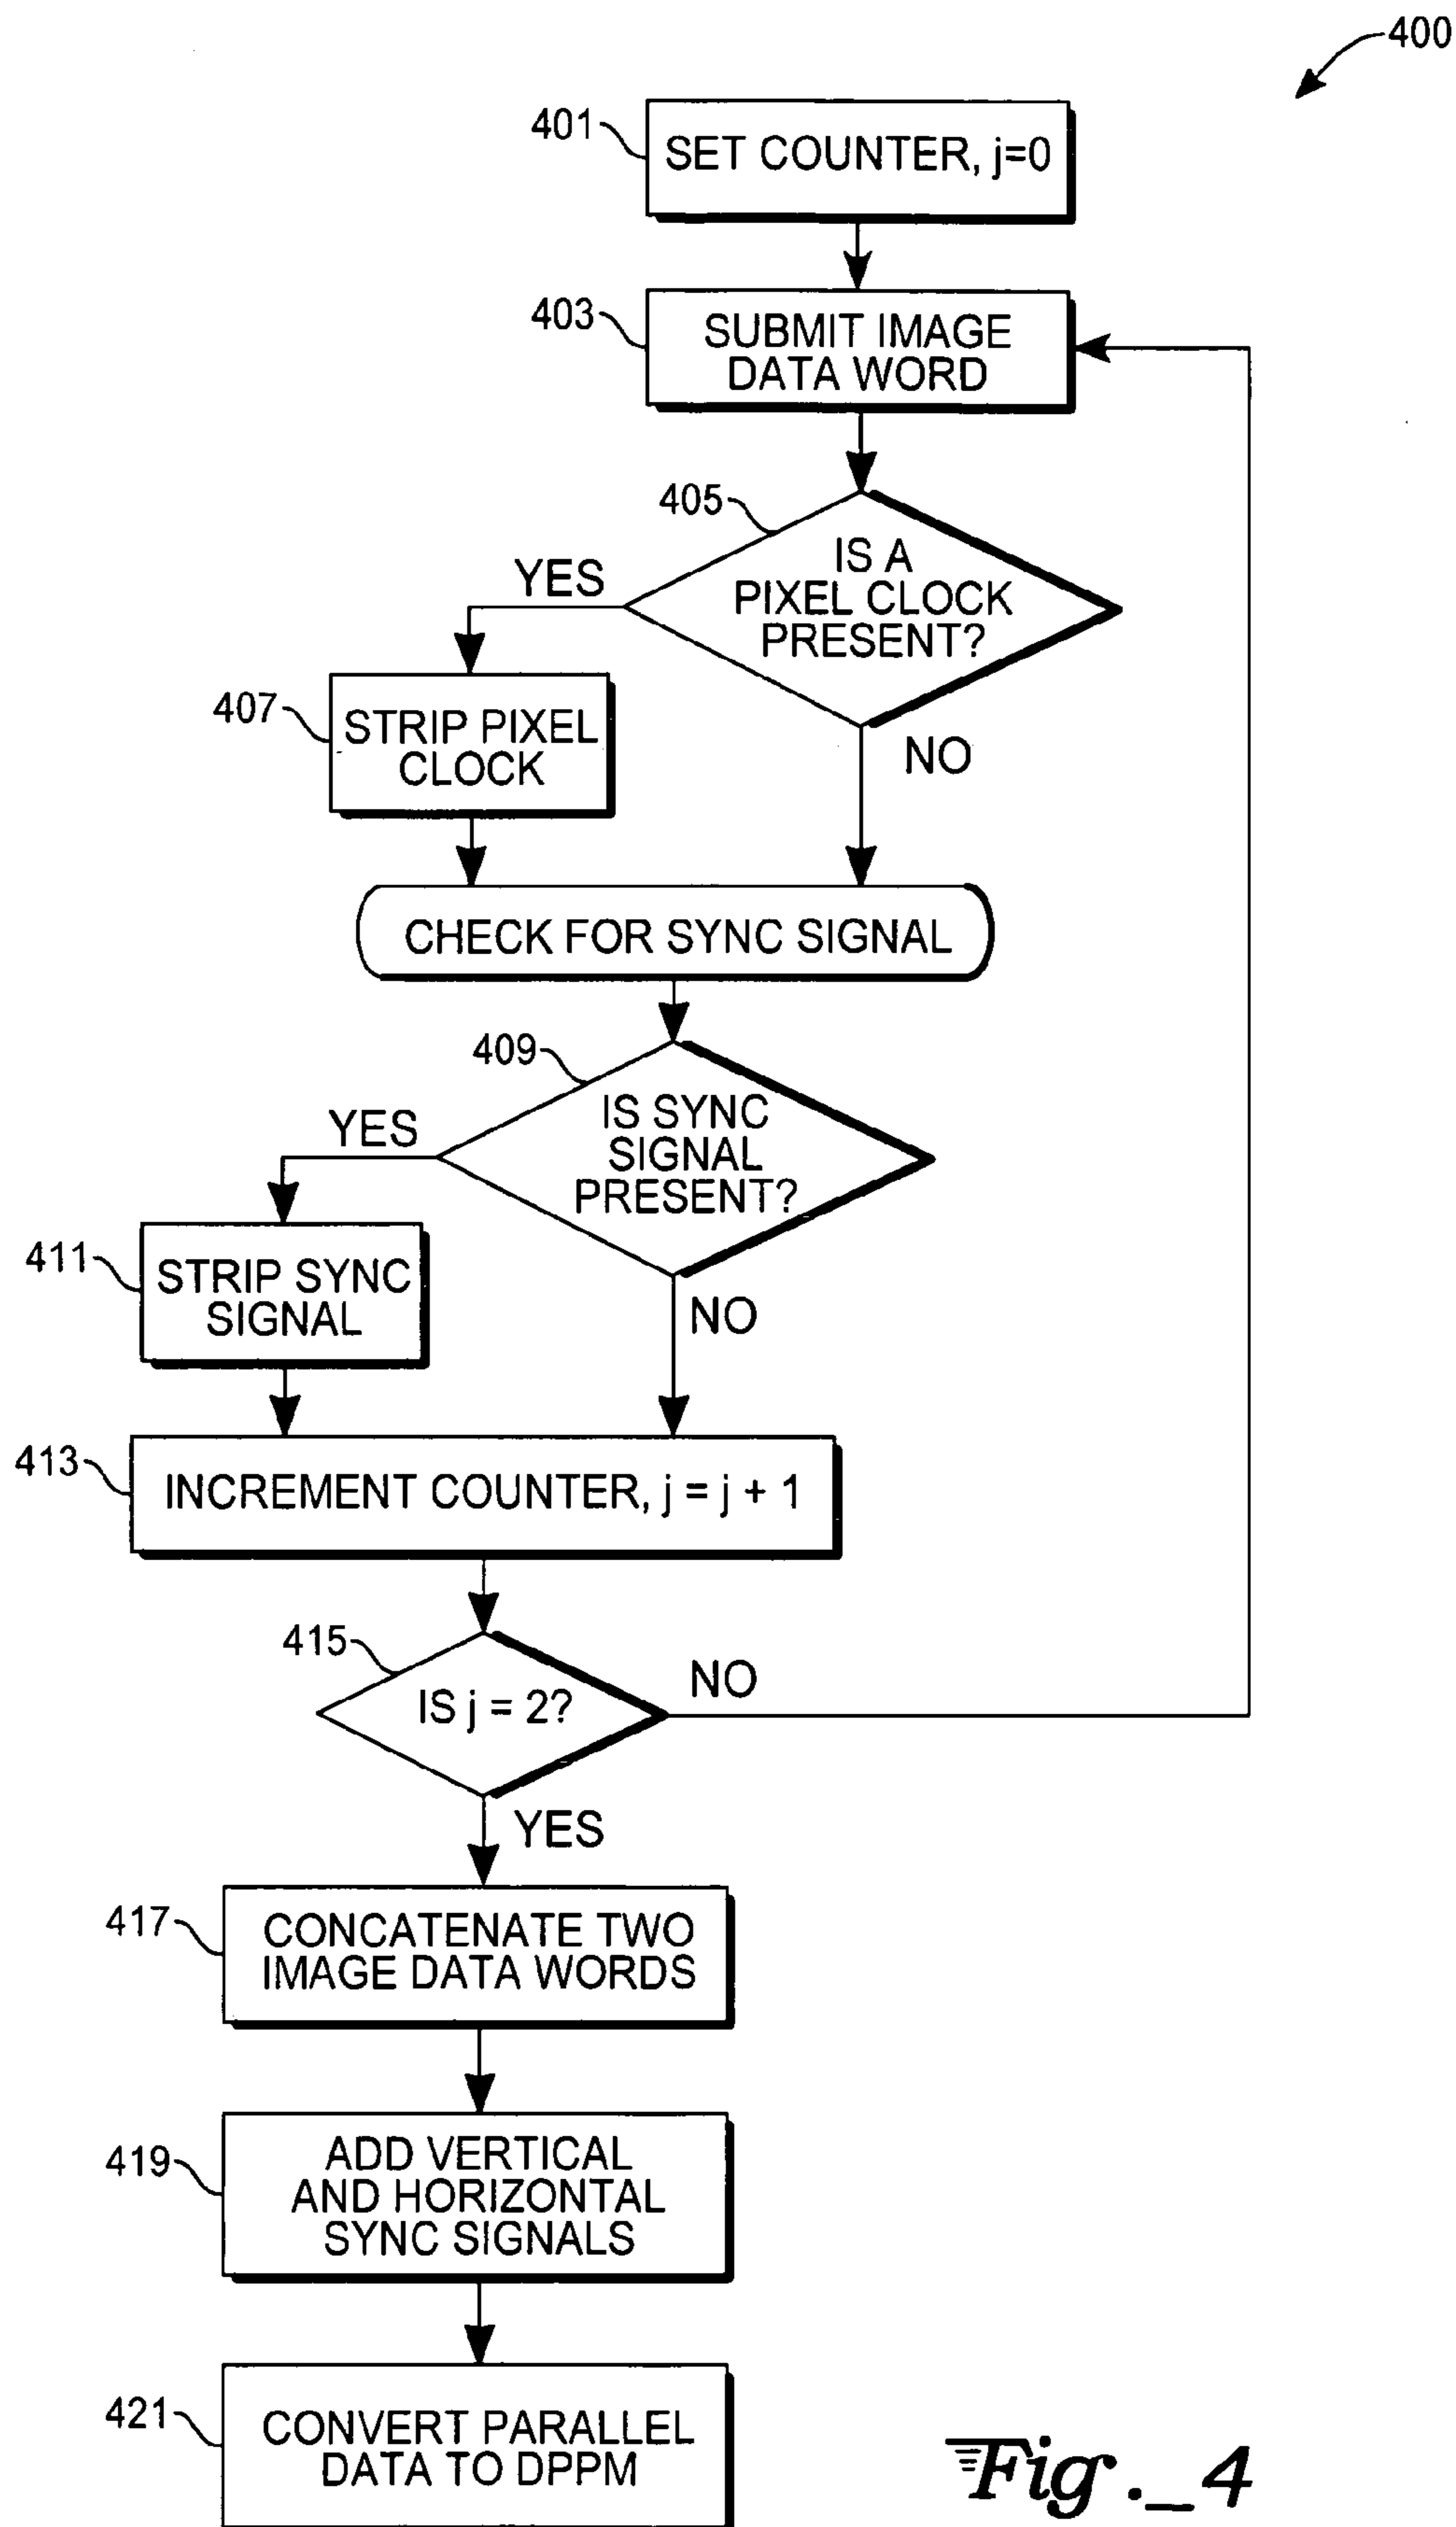 400
401
SET COUNTER, j=0
403
SUBMIT IMAGE
DATA WORD
405
IS A
PIXEL CLOCK
PRESENT?
YES
NO
407
STRIP PIXEL
CLOCK
CHECK FOR SYNC SIGNAL
409
IS SYNC
SIGNAL
PRESENT?
YES
NO
411
STRIP SYNC
SIGNAL
413
INCREMENT COUNTER, j = j + 1
415
IS j = 2?
NO
YES
417
CONCATENATE TWO
IMAGE DATA WORDS
419
ADD VERTICAL
AND HORIZONTAL
SYNC SIGNALS
421
CONVERT PARALLEL
DATA TO DPPM
Fig._4